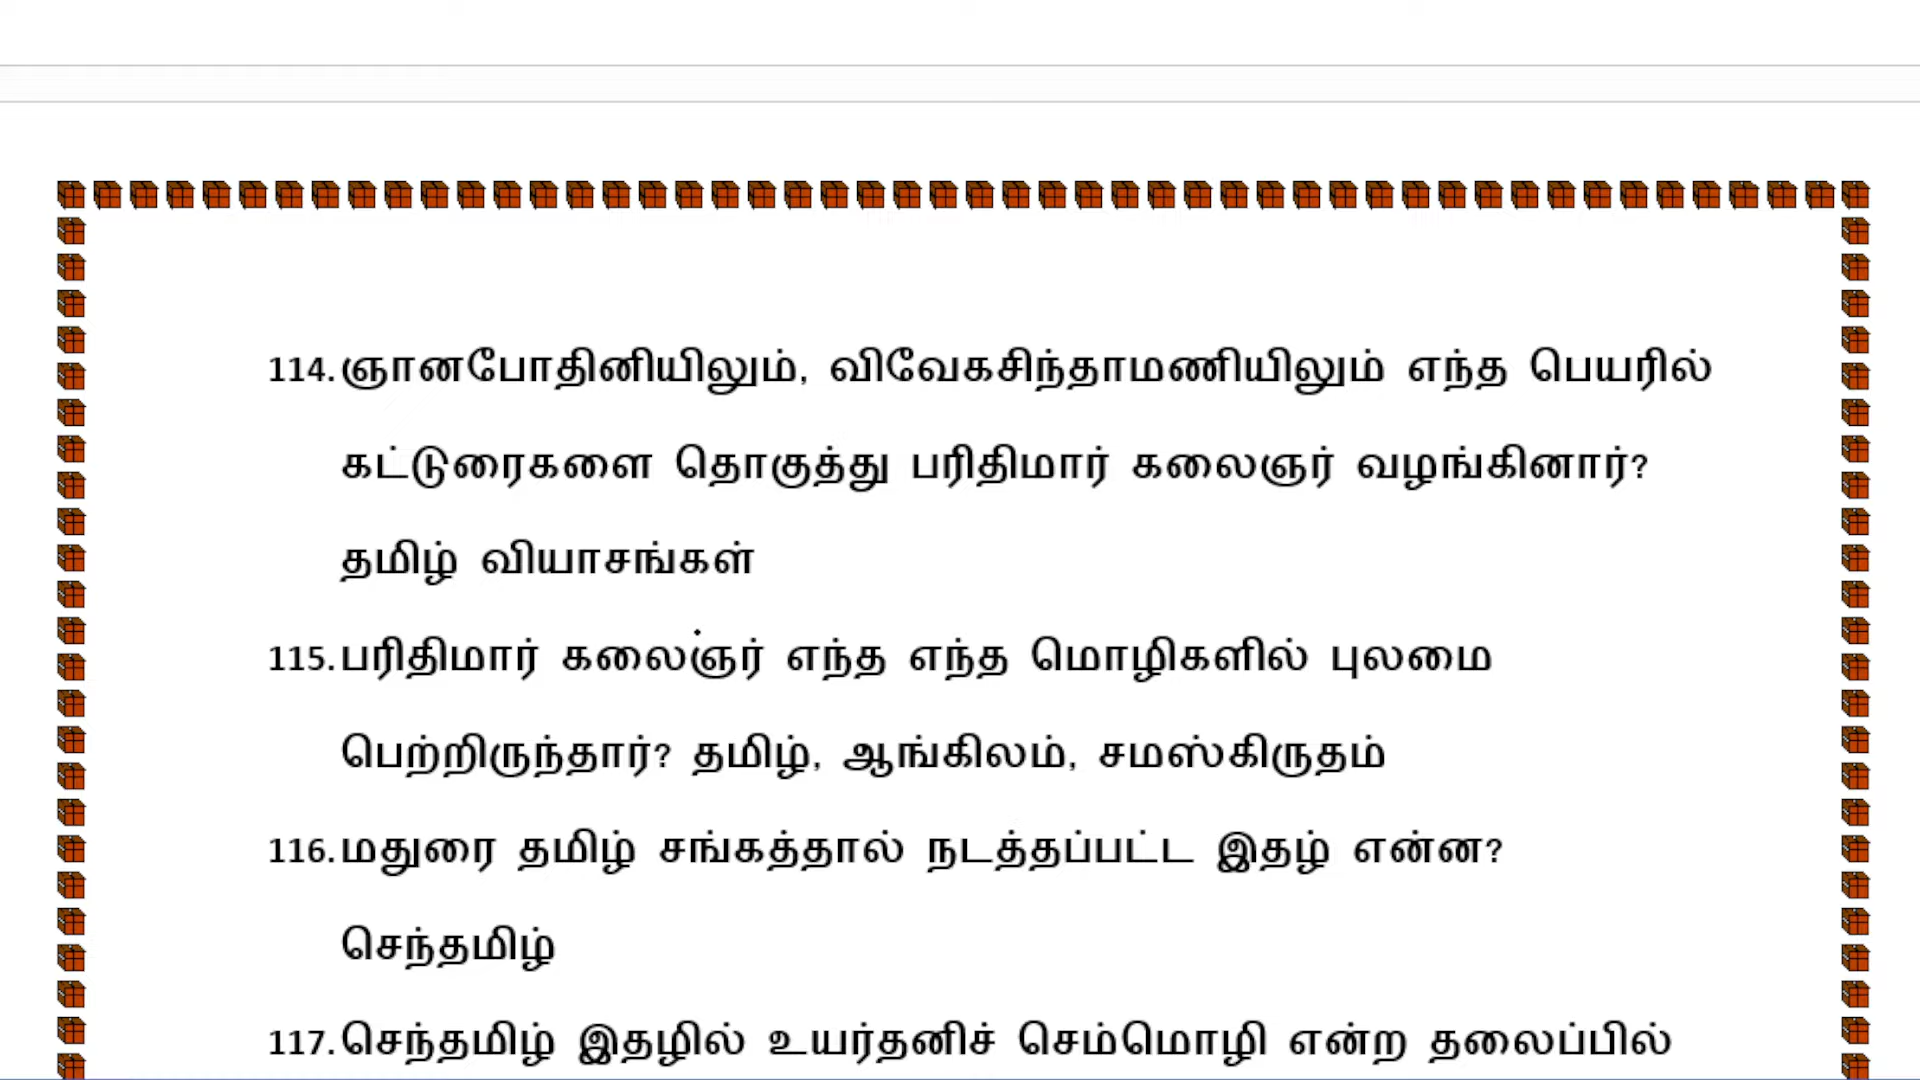 114.ஞானபோதினியிலும், விவேகசிந்தாமணியிலும் எந்த பெயரில்
கட்டுரைகளை தொகுத்து பரிதிமார் கலைஞர் வழங்கினார்?
தமிழ் வியாசங்கள்
115.பரிதிமார் கலைஞர் எந்த எந்த மொழிகளில் புலமை
பெற்றிருந்தார்? தமிழ், ஆங்கிலம், சமஸ்கிருதம்
116.மதுரை தமிழ் சங்கத்தால் நடத்தப்பட்ட இதழ் என்ன?
செந்தமிழ்
117.செந்தமிழ் இதழில் உயர்தனிச் செம்மொழி என்ற தலைப்பில்